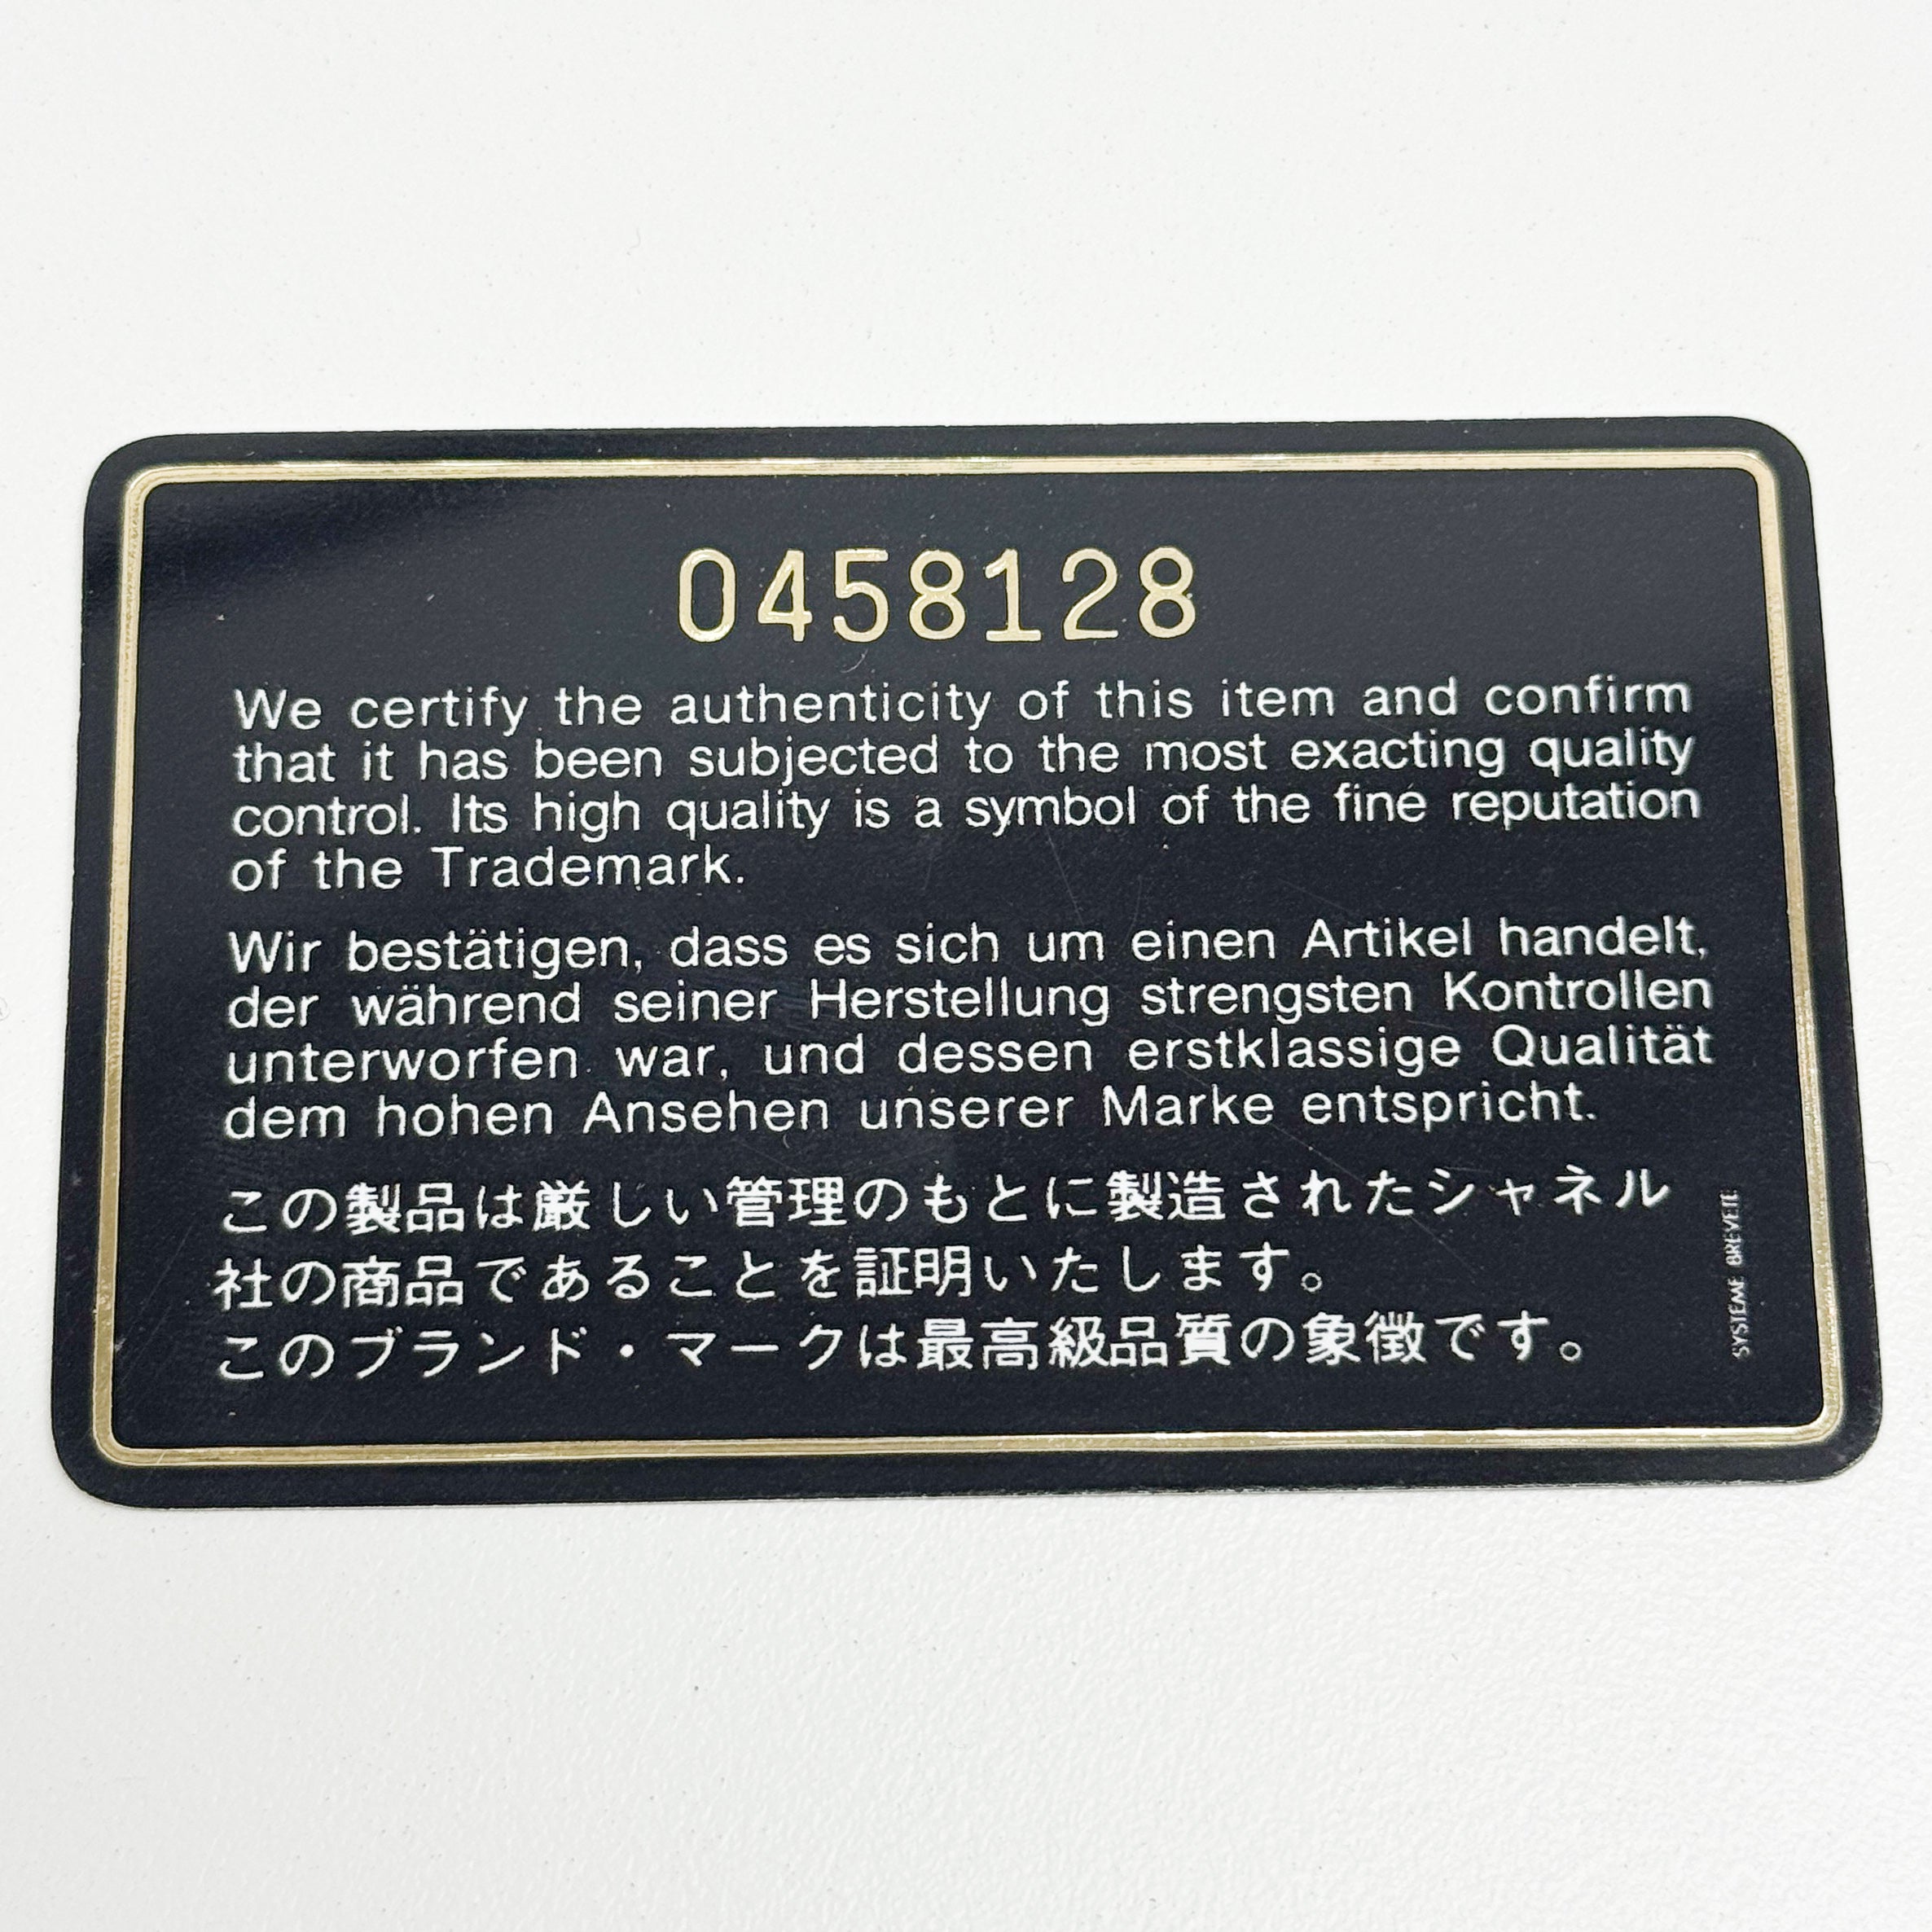 0458128
We certify the authenticity of this item and confirm
that it has been subjected to the most exacting quality
control. Its high quality is a symbol of the fine reputation
of the Trademark.
Wir bestätigen, dass es sich um einen Artikel handelt,
der während seiner Herstellung strengsten Kontrollen
unterworfen war, und dessen erstklassige Qualität
dem hohen Ansehen unserer Marke entspricht.
この製品は厳しい管理のもとに製造されたシャネル
社の商品であることを証明いたします。
このブランド・マークは最高級品質の象徴です。
SYSTEME BREVETE